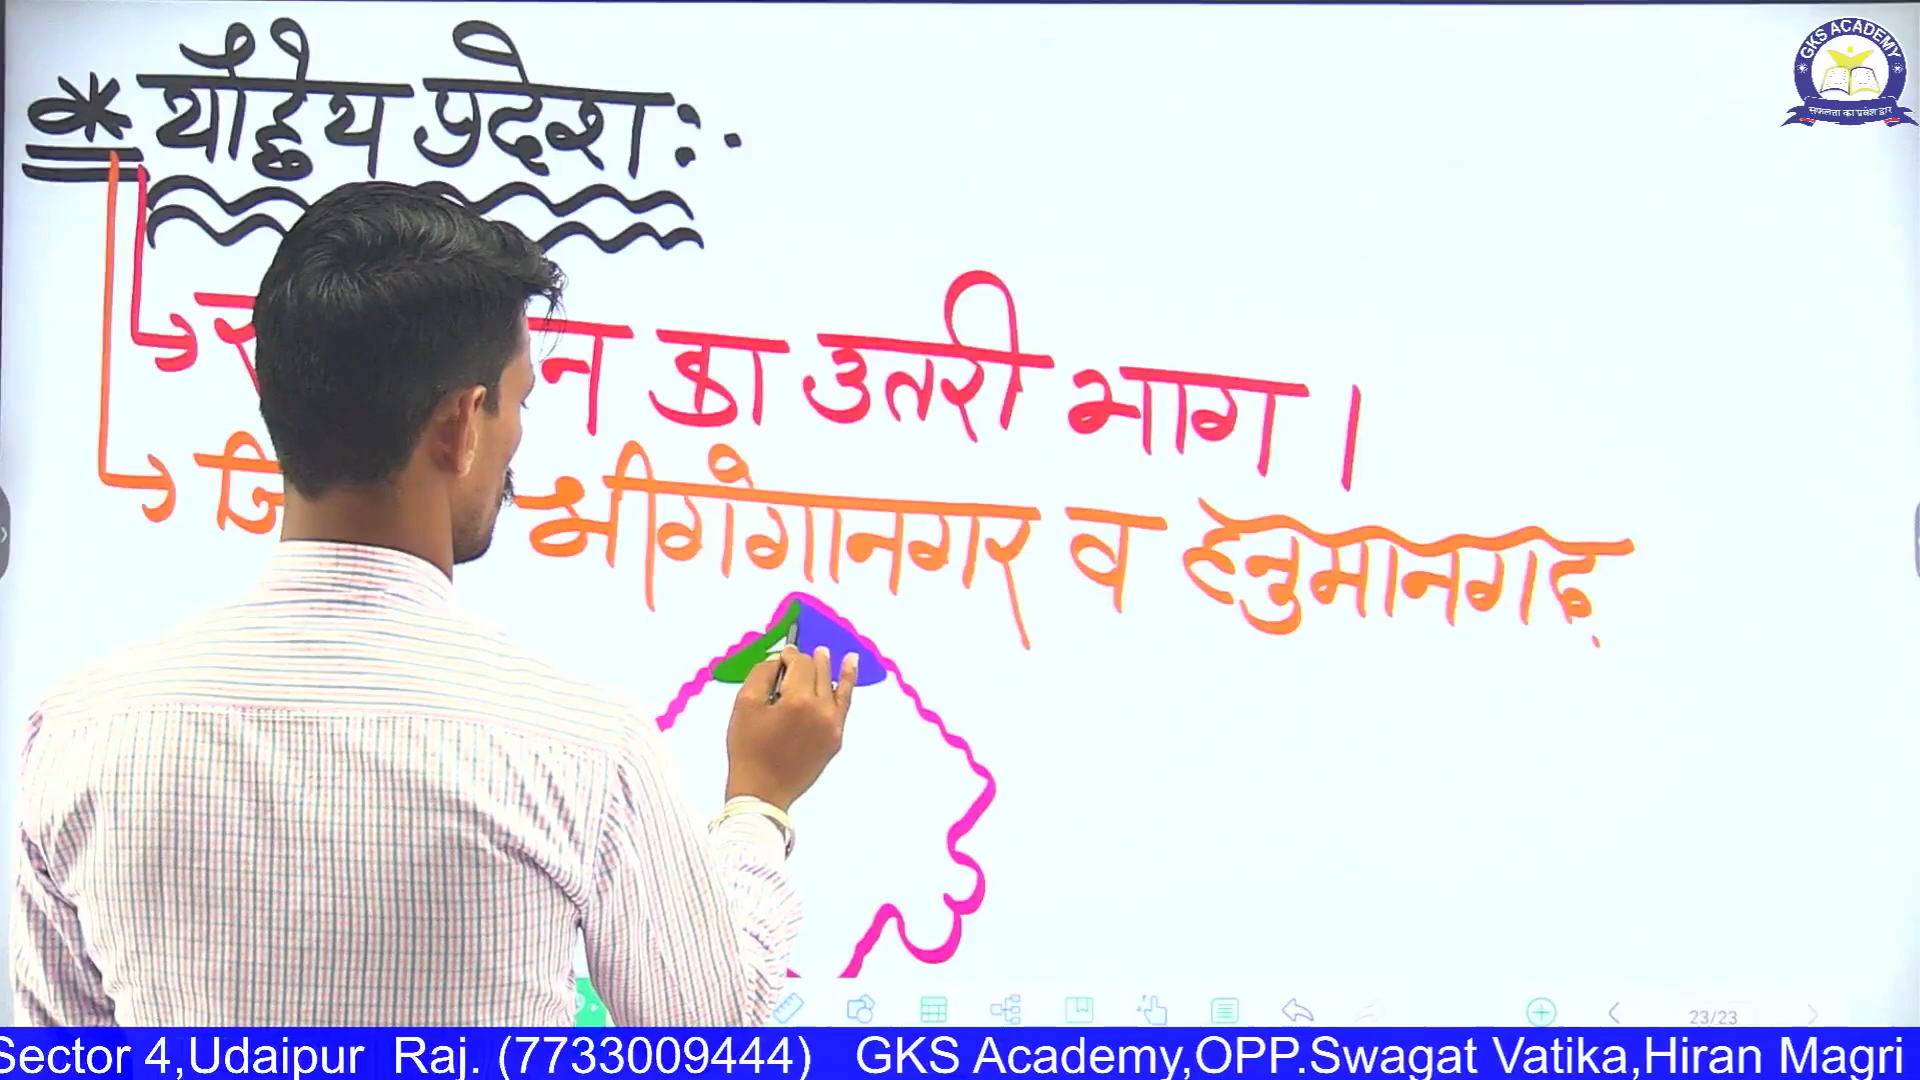 * यौद्धेय प्रदेश :-
न का उतरी भाग ।
श्रीगंगानगर व हनुमानगढ़
GKS ACADEMY
सफलता का प्रवेश द्वार
23/23
Sector 4,Udaipur Raj. (7733009444) GKS Academy,OPP.Swagat Vatika,Hiran Magri